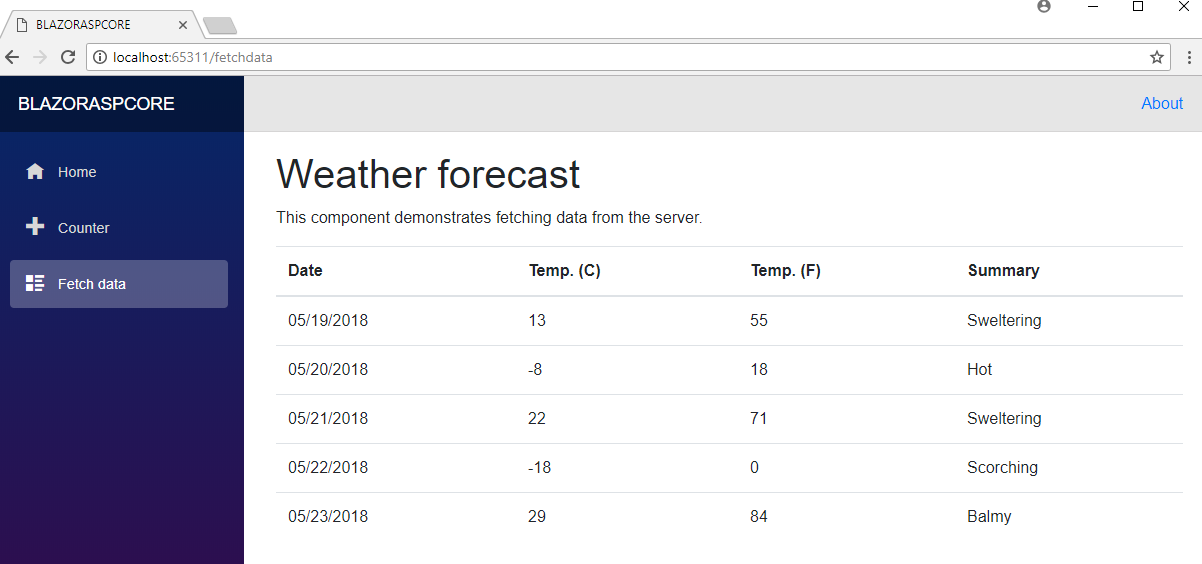 BLAZORASPCORE
localhost:65311/fetchdata
BLAZORASPCORE
About
Home
Counter
Fetch data
Weather forecast
This component demonstrates fetching data from the server.
Date Temp. (C) Temp. (F) Summary
05/19/2018 13 55 Sweltering
05/20/2018 -8 18 Hot
05/21/2018 22 71 Sweltering
05/22/2018 -18 0 Scorching
05/23/2018 29 84 Balmy